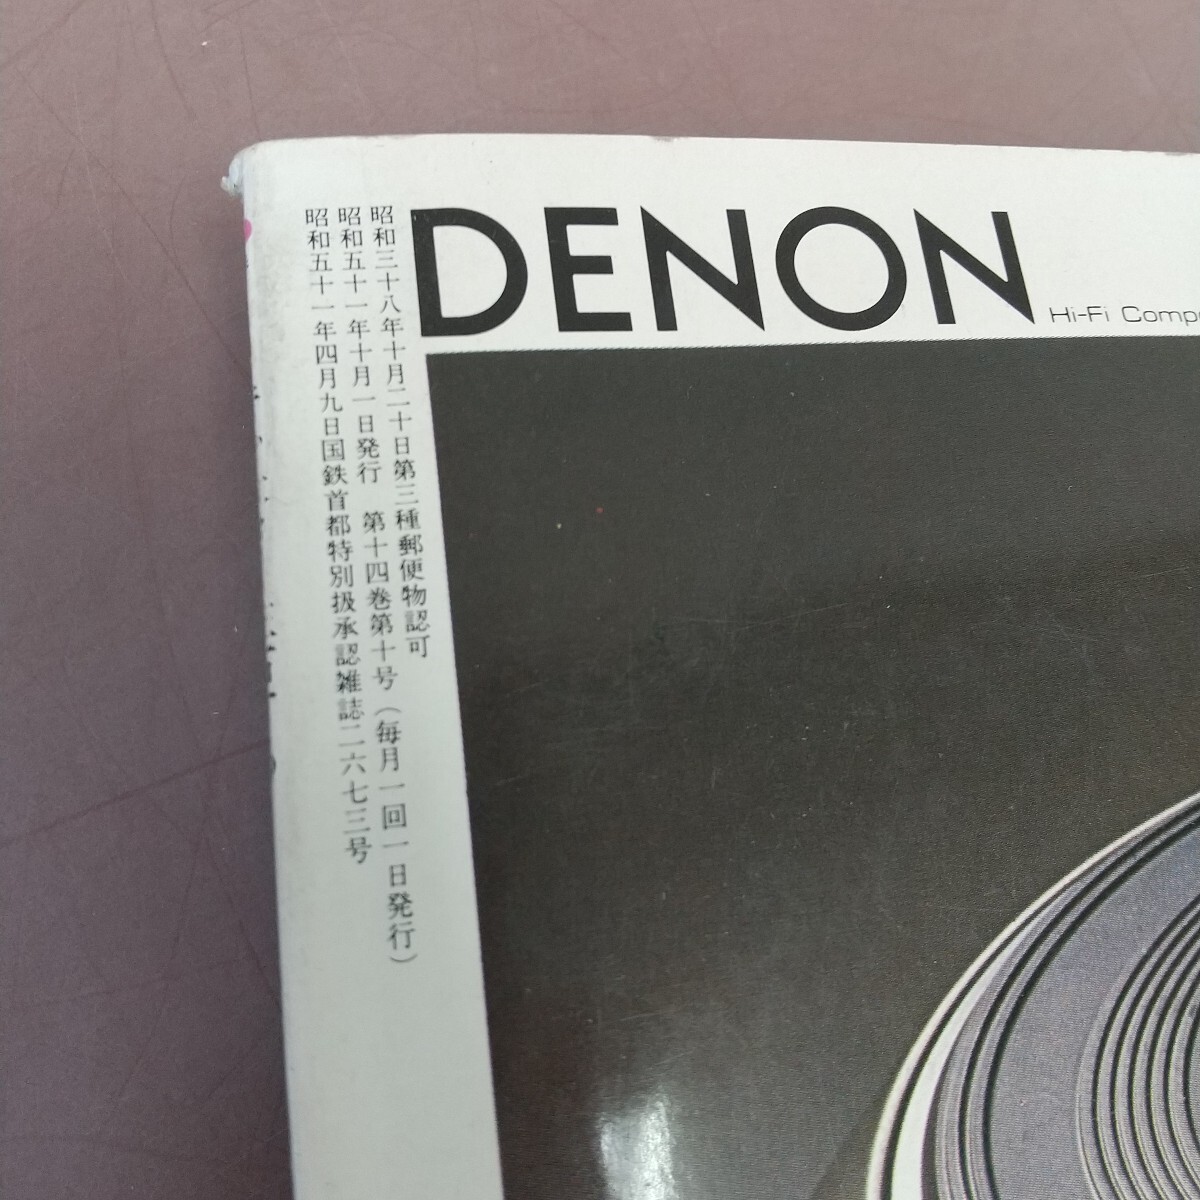 DENON
Hi-Fi
昭和三十八年十月二十日第三種郵便物認可
昭和五十一年十月一日発行　第十四巻第十号（毎月一回一日発行）
昭和五十一年四月九日国鉄首都特別扱承認雑誌二六七三号